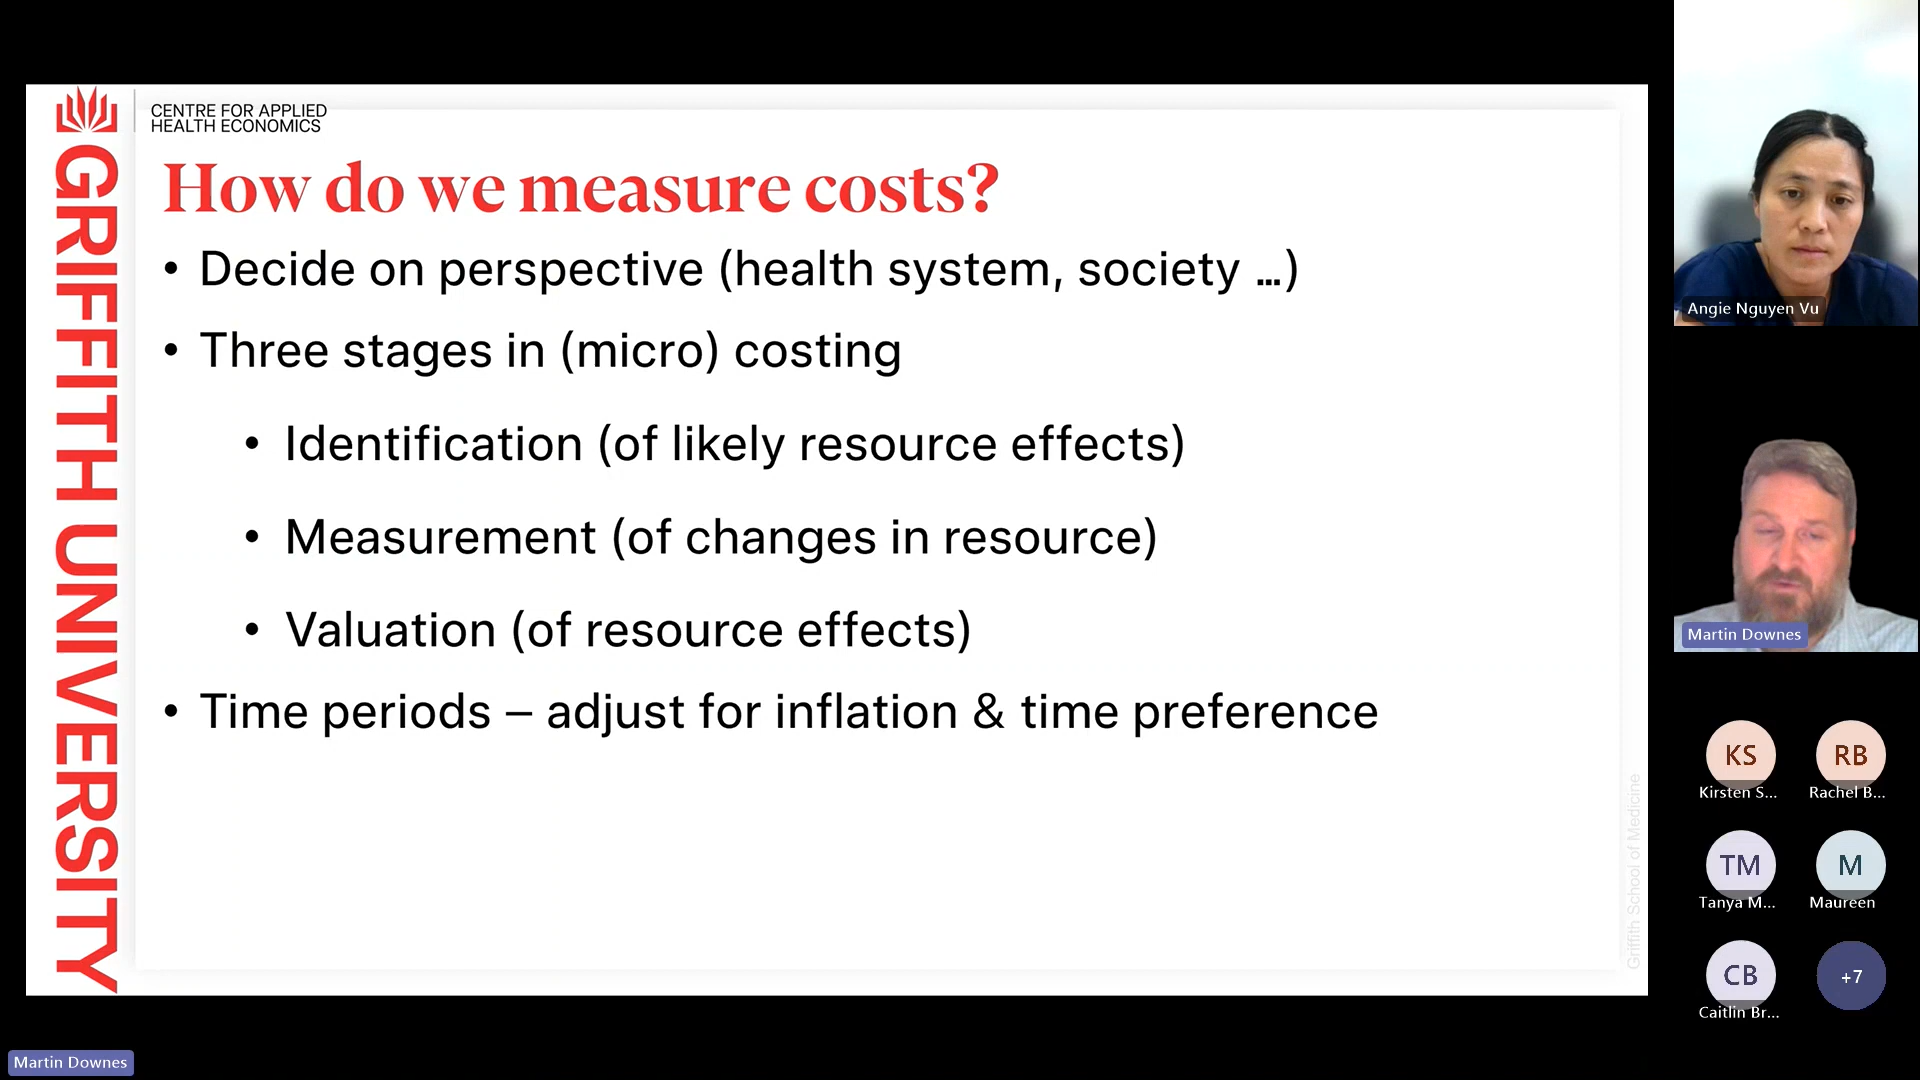 CENTRE FOR APPLIED
HEALTH ECONOMICS
GRIFFITH UNIVERSITY
How do we measure costs?
• Decide on perspective (health system, society ...)
• Three stages in (micro) costing
• Identification (of likely resource effects)
• Measurement (of changes in resource)
• Valuation (of resource effects)
• Time periods – adjust for inflation & time preference
Griffith School of Medicine
Angie Nguyen Vu
Martin Downes
KS
Kirsten S...
RB
Rachel B...
TM
Tanya M...
M
Maureen
CB
Caitlin Br...
+7
Martin Downes